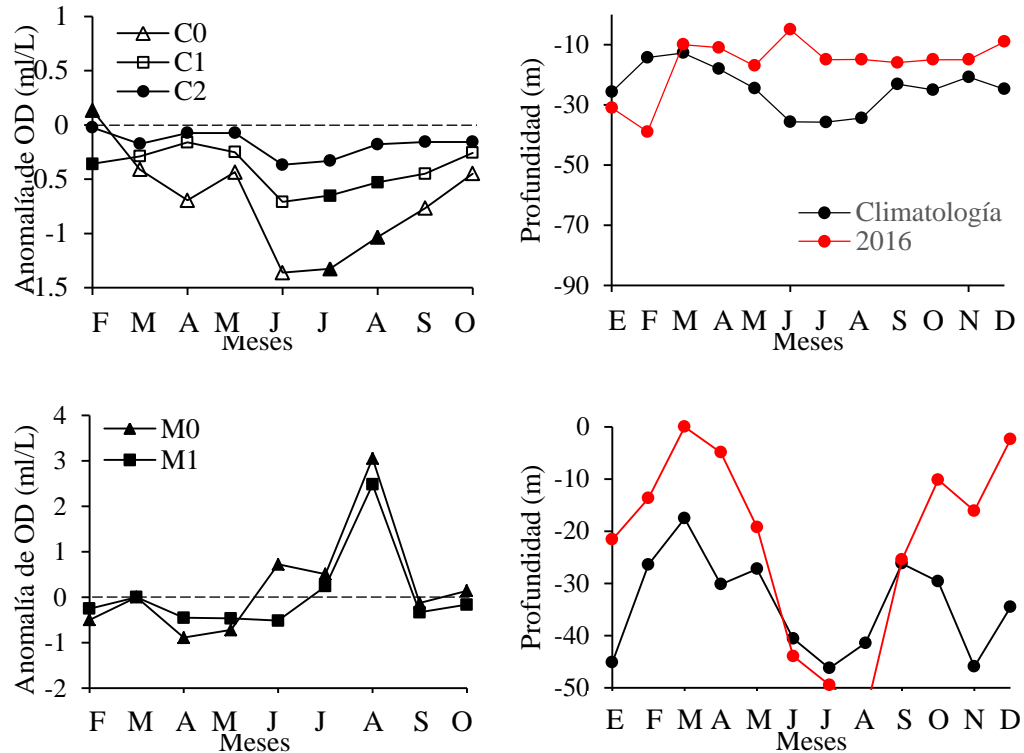 Anomalía de OD (ml/L)
1
0.5
0
0.5
-1
1.5
C0
C1
C2
F M A M J J A S O
Meses
Profundidad (m)
-10
-30
-50
-70
-90
Climatología
2016
E F M A M J J A S O N D
Meses
Anomalía de OD (ml/L)
4
3
2
1
0
-1
-2
M0
M1
F M A M J J A S O
Meses
Profundidad (m)
0
-10
-20
-30
-40
-50
E F M A M J J A S O N D
Meses